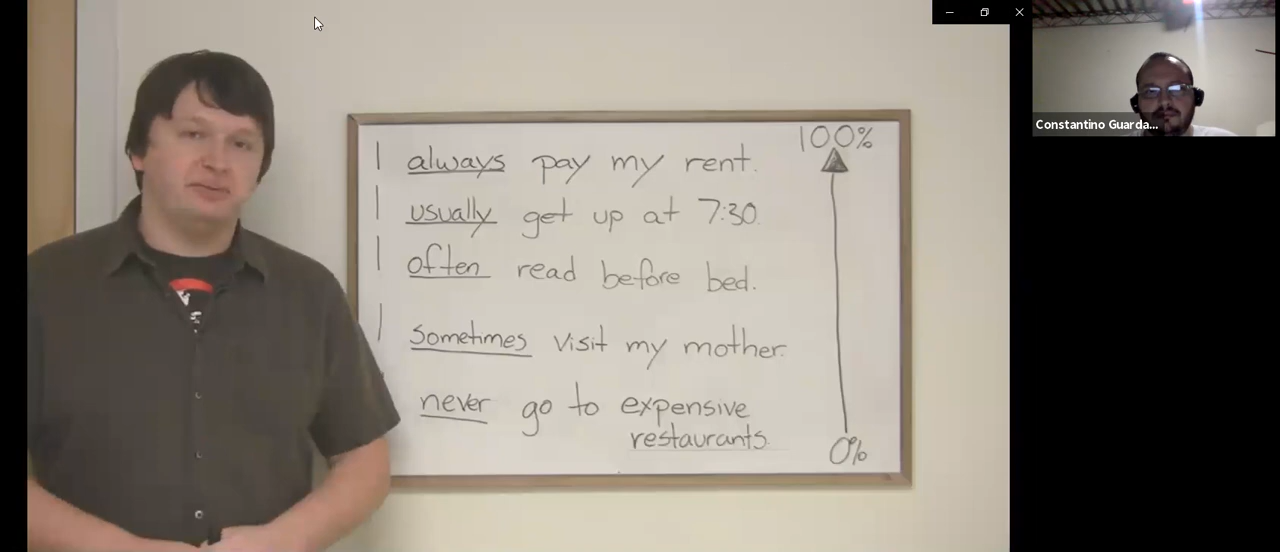 100%
I always pay my rent.
I usually get up at 7:30.
I often read before bed.
I sometimes visit my mother.
never go to expensive
restaurants.
0%
Constantino Guarda...